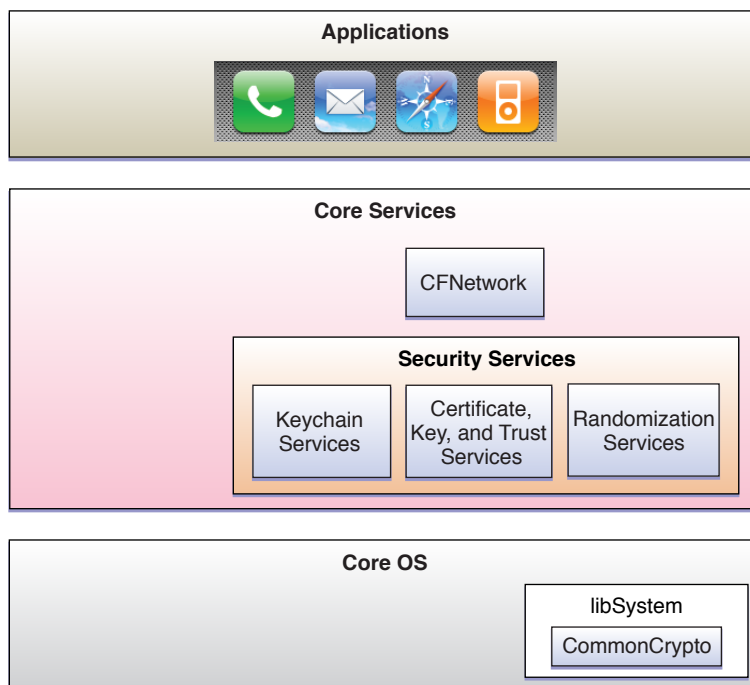 Applications
N
S
Core Services
CFNetwork
Security Services
Keychain
Services
Certificate,
Key, and Trust
Services
Randomization
Services
Core OS
libSystem
CommonCrypto